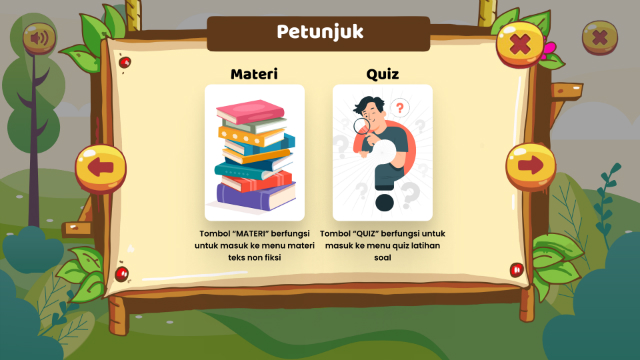 Petunjuk
Materi
Quiz
?
Tombol “MATERI” berfungsi
untuk masuk ke menu materi
teks non fiksi
Tombol “QUIZ” berfungsi untuk
masuk ke menu quiz latihan
soal